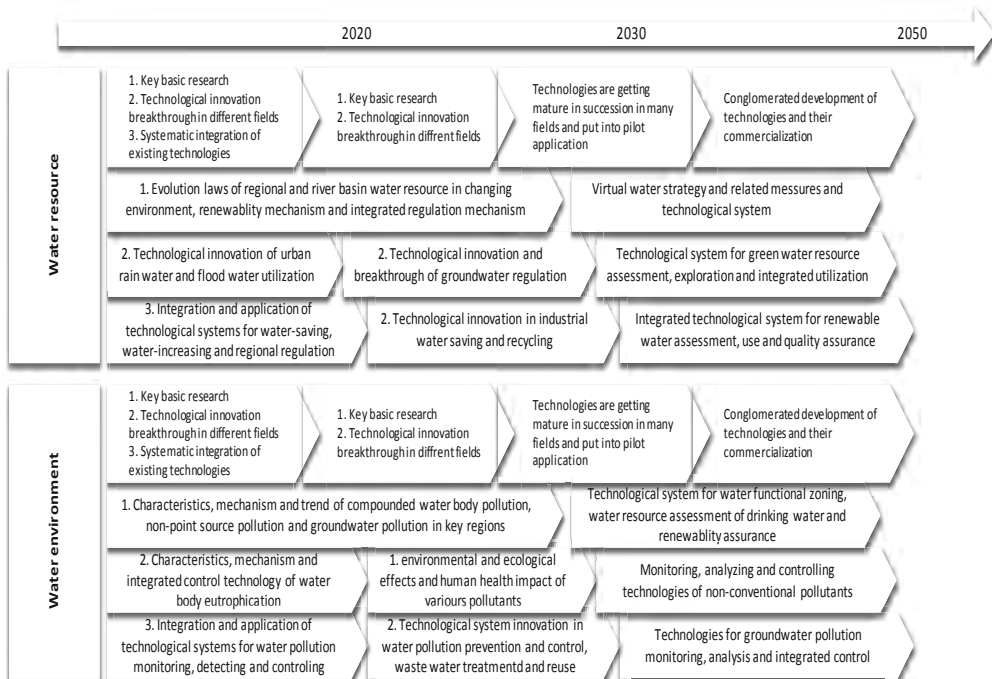 2020
2030
2050
Water resource
1. Key basic research
2. Technological innovation
breakthrough in different fields
3. Systematic integration of
existing technologies
1. Key basic research
2. Technological innovation
breakthrough in diffrent fields
Technologies are getting
mature in succession in many
fields and put into pilot
application
Conglomerated development of
technologies and their
commercialization
1. Evolution laws of regional and river basin water resource in changing
environment, renewablity mechanism and integrated regulation mechanism
Virtual water strategy and related messures and
technological system
2. Technological innovation of urban
rain water and flood water utilization
2. Technological innovation and
breakthrough of groundwater regulation
Technological system for green water resource
assessment, exploration and integrated utilization
3. Integration and application of
technological systems for water-saving,
water-increasing and regional regulation
2. Technological innovation in industrial
water saving and recycling
Integrated technological system for renewable
water assessment, use and quality assurance
Water environment
1. Key basic research
2. Technological innovation
breakthrough in different fields
3. Systematic integration of
existing technologies
1. Key basic research
2. Technological innovation
breakthrough in diffrent fields
Technologies are getting
mature in succession in many
fields and put into pilot
application
Conglomerated development of
technologies and their
commercialization
1. Characteristics, mechanism and trend of compounded water body pollution,
non-point source pollution and groundwater pollution in key regions
Technological system for water functional zoning,
water resource assessment of drinking water and
renewablity assurance
2. Characteristics, mechanism and
integrated control technology of water
body eutrophication
1. environmental and ecological
effects and human health impact of
variours pollutants
Monitoring, analyzing and controlling
technologies of non-conventional pollutants
3. Integration and application of
technological systems for water pollution
monitoring, detecting and controling
2. Technological system innovation in
water pollution prevention and control,
waste water treatmentd and reuse
Technologies for groundwater pollution
monitoring, analysis and integrated control